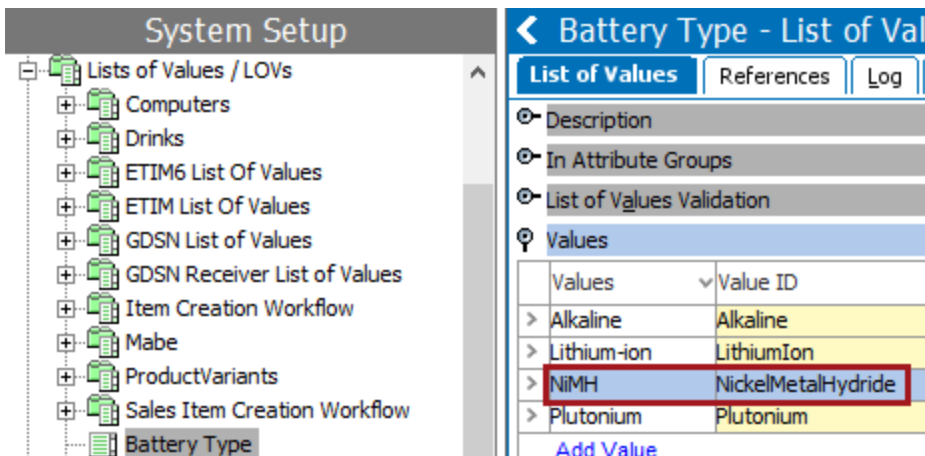 System Setup
Lists of Values / LOVs
Computers
Drinks
ETIM6 List Of Values
ETIM List Of Values
GDSN List of Values
GDSN Receiver List of Values
Item Creation Workflow
Mabe
ProductVariants
Sales Item Creation Workflow
Battery Type
Battery Type - List of Val
List of Values References Log
Description
In Attribute Groups
List of Values Validation
Values
Values Value ID
Alkaline Alkaline
Lithium-ion LithiumIon
NiMH NickelMetalHydride
Plutonium Plutonium
Add Value